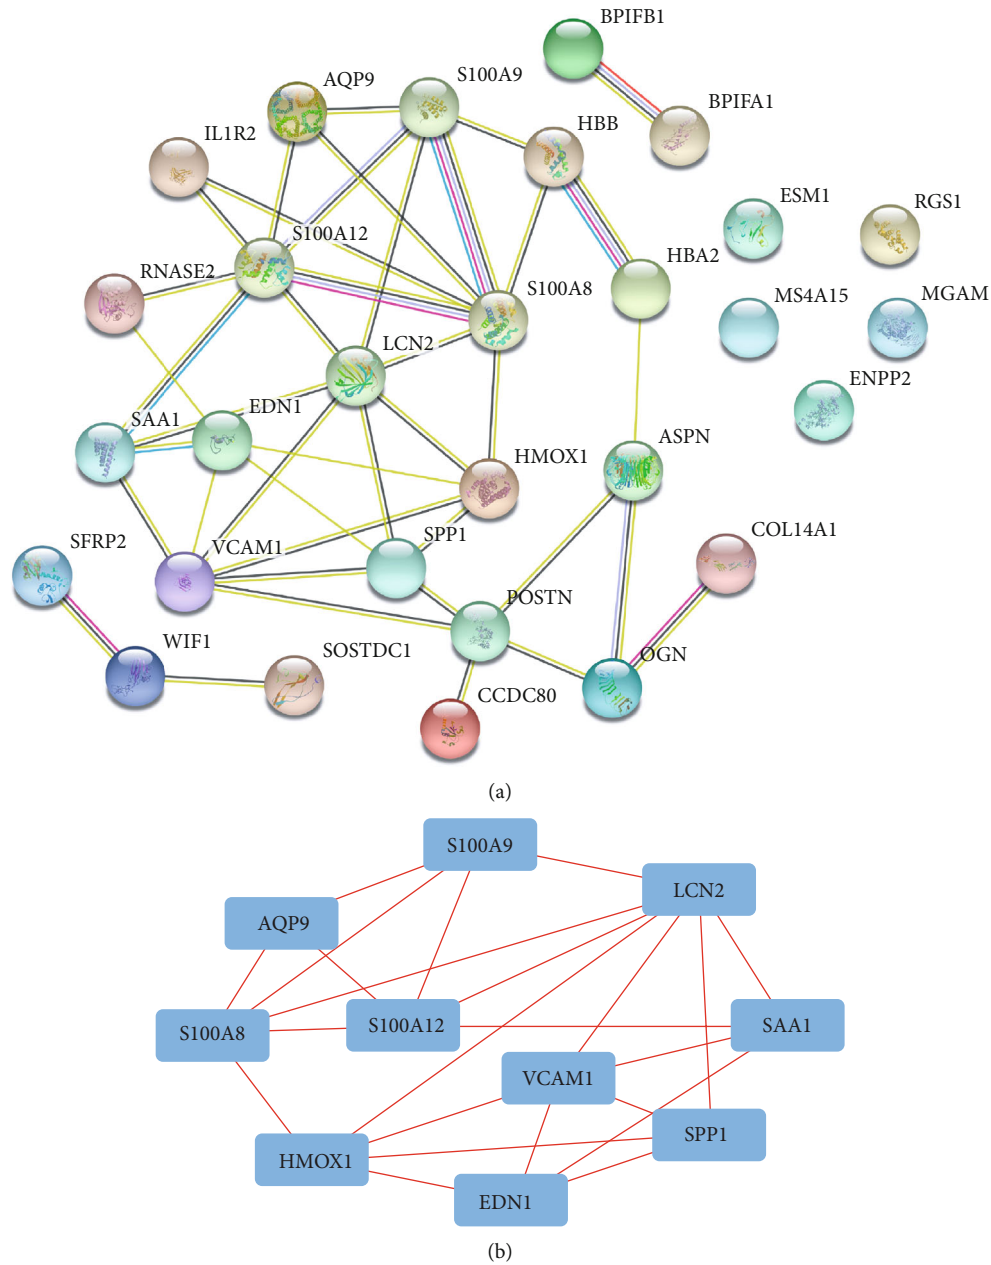 (a)
BPIFB1
S100A9
AQP9
BPIFA1
HBB
IL1R2
ESM1
RGS1
S100A12
HBA2
RNASE2
S100A8
MS4A15
MGAM
LCN2
ENPP2
EDN1
SAA1
ASPN
HMOX1
COL14A1
SPP1
SFRP2
VCAM1
POSTN
WIF1
SOSTDC1
OGN
CCDC80
(b)
S100A9
LCN2
AQP9
S100A8
S100A12
SAA1
VCAM1
SPP1
HMOX1
EDN1